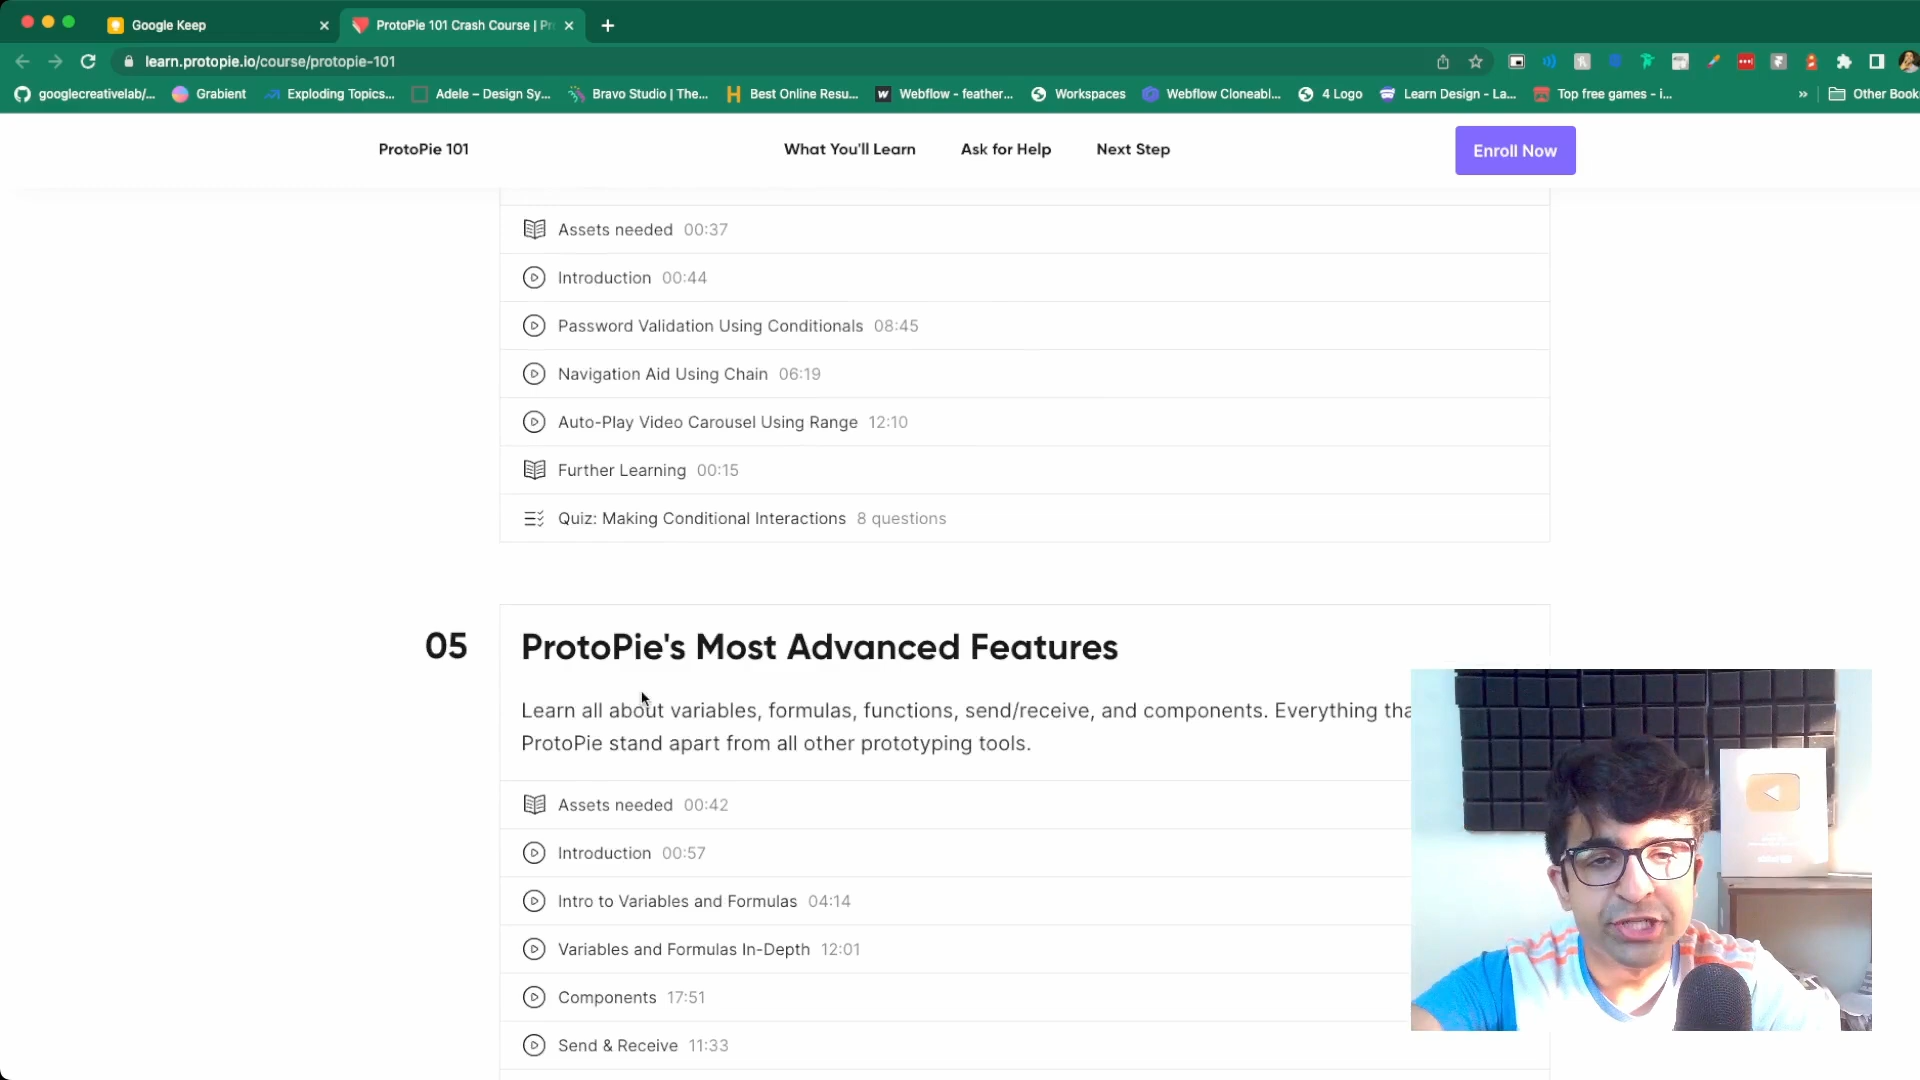 Google Keep
ProtoPie 101 Crash Course | Pr
learn.protopie.io/course/protopie-101
googlecreativelab/...
Grabient
Exploding Topics...
Adele – Design Sy...
Bravo Studio | The...
Best Online Resu...
Webflow - feather...
Workspaces
Webflow Cloneabl...
4 Logo
Learn Design - La...
Top free games - i...
»
Other Book
ProtoPie 101
What You'll Learn
Ask for Help
Next Step
Enroll Now
Assets needed 00:37
Introduction 00:44
Password Validation Using Conditionals 08:45
Navigation Aid Using Chain 06:19
Auto-Play Video Carousel Using Range 12:10
Further Learning 00:15
Quiz: Making Conditional Interactions 8 questions
05
ProtoPie's Most Advanced Features
Learn all about variables, formulas, functions, send/receive, and components. Everything tha
ProtoPie stand apart from all other prototyping tools.
Assets needed 00:42
Introduction 00:57
Intro to Variables and Formulas 04:14
Variables and Formulas In-Depth 12:01
Components 17:51
Send & Receive 11:33